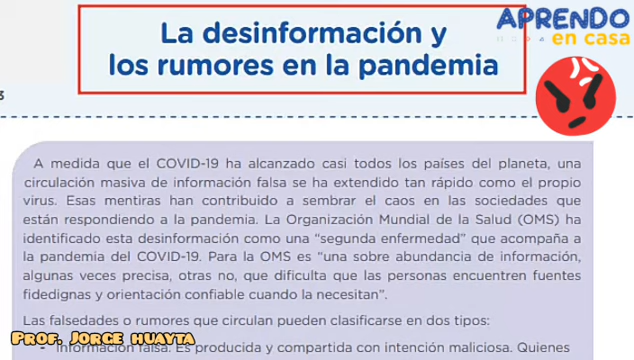 La desinformación y
los rumores en la pandemia
APRENDO
en casa
3
A medida que el COVID-19 ha alcanzado casi todos los países del planeta, una
circulación masiva de información falsa se ha extendido tan rápido como el propio
virus. Esas mentiras han contribuido a sembrar el caos en las sociedades que
están respondiendo a la pandemia. La Organización Mundial de la Salud (OMS) ha
identificado esta desinformación como una “segunda enfermedad” que acompaña a
la pandemia del COVID-19. Para la OMS es “una sobre abundancia de información,
algunas veces precisa, otras no, que dificulta que las personas encuentren fuentes
fidedignas y orientación confiable cuando la necesitan”.
Las falsedades o rumores que circulan pueden clasificarse en dos tipos:
Prof. Jorge huayta
Información falsa. Es producida y compartida con intención maliciosa. Quienes